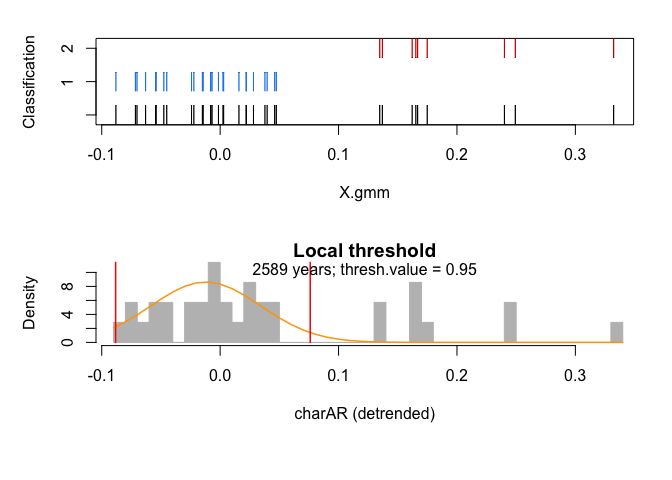 Classification
2
1
-0.1 0.0 0.1 0.2 0.3
X.gmm
Local threshold
2589 years; thresh.value = 0.95
Density
8
4
0
-0.1 0.0 0.1 0.2 0.3
charAR (detrended)